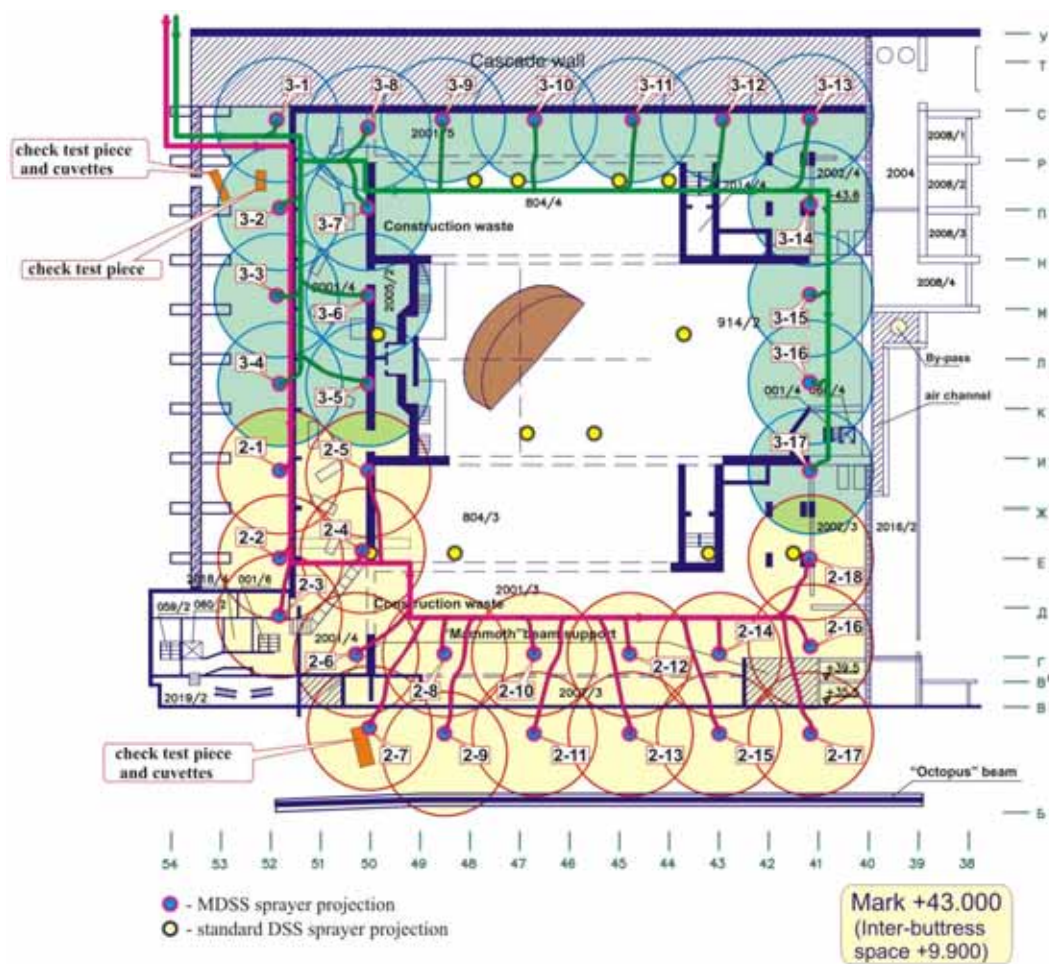 Cascade wall
У
Т
3-1
3-8
3-9
3-10
3-11
3-12
3-13
С
2001/5
2008/1
check test piece
and cuvettes
Р
2002/4
2004
2014/4
2008/2
804/4
3-2
3-7
Construction waste
3-14
П
2008/3
check test piece
Н
3-3
2005/2
2008/4
3-6
914/2
3-15
М
3-4
3-16
Л
By-pass
3-5
001/4
air channel
К
2-1
2-5
3-17
И
2-4
804/3
2007/3
Ж
2-2
2016/2
Е
2-3
001/6
2001/3
2-18
059/2
060/2
Construction waste
Д
2001/4
"Mammoth" beam support
2-14
2-16
2-6
2-12
Г
2-8
2-10
+39.5
2019/2
2007/3
+35.5
В'
В
check test piece
and cuvettes
2-7
2-9
2-11
2-13
2-15
2-17
"Octopus" beam
Б
54 53 52 51 50 49 48 47 46 45 44 43 42 41 40 39 38
- MDSS sprayer projection
- standard DSS sprayer projection
Mark +43.000
(Inter-buttress
space +9.900)